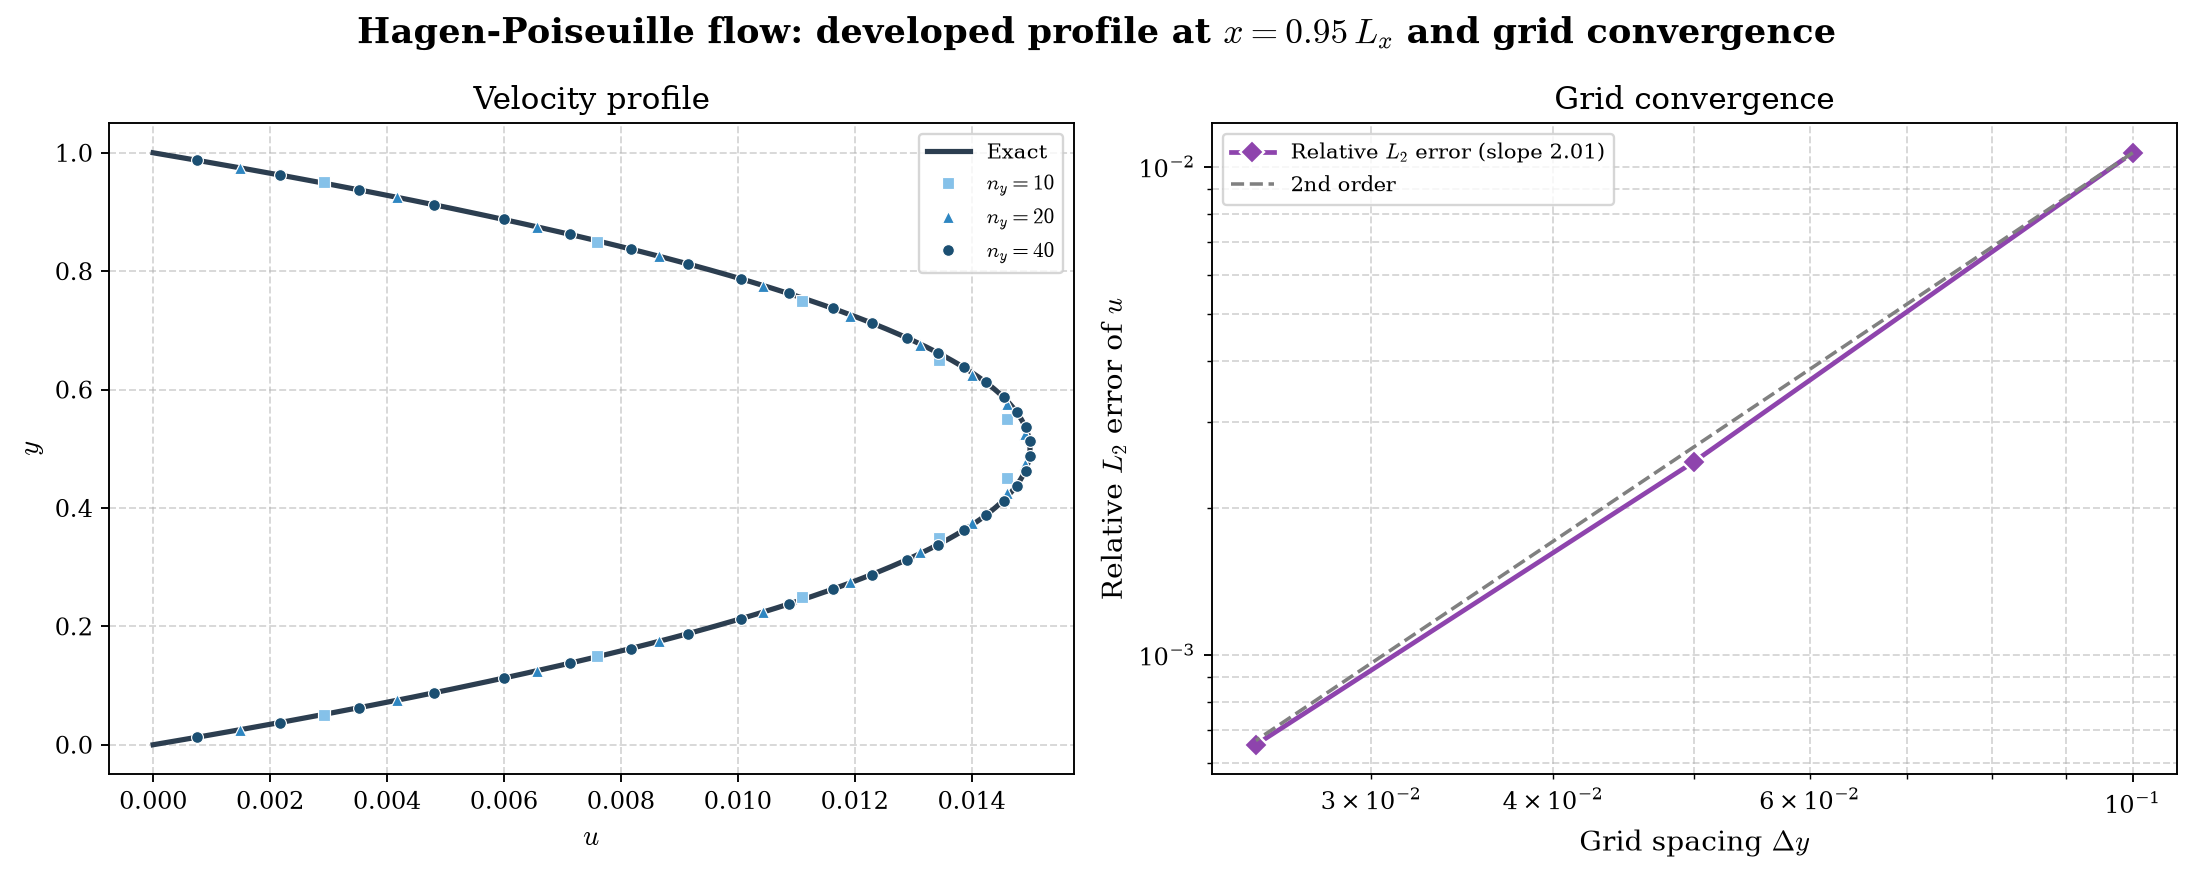 Hagen-Poiseuille flow: developed profile at x = 0.95 Lₓ and grid convergence
Velocity profile
1.0
0.8
0.6
0.4
0.2
0.0
y
0.000 0.002 0.004 0.006 0.008 0.010 0.012 0.014
u
Exact
n_y = 10
n_y = 20
n_y = 40
Grid convergence
10⁻²
10⁻³
Relative L₂ error of u
3 × 10⁻² 4 × 10⁻² 6 × 10⁻² 10⁻¹
Grid spacing Δy
Relative L₂ error (slope 2.01)
2nd order